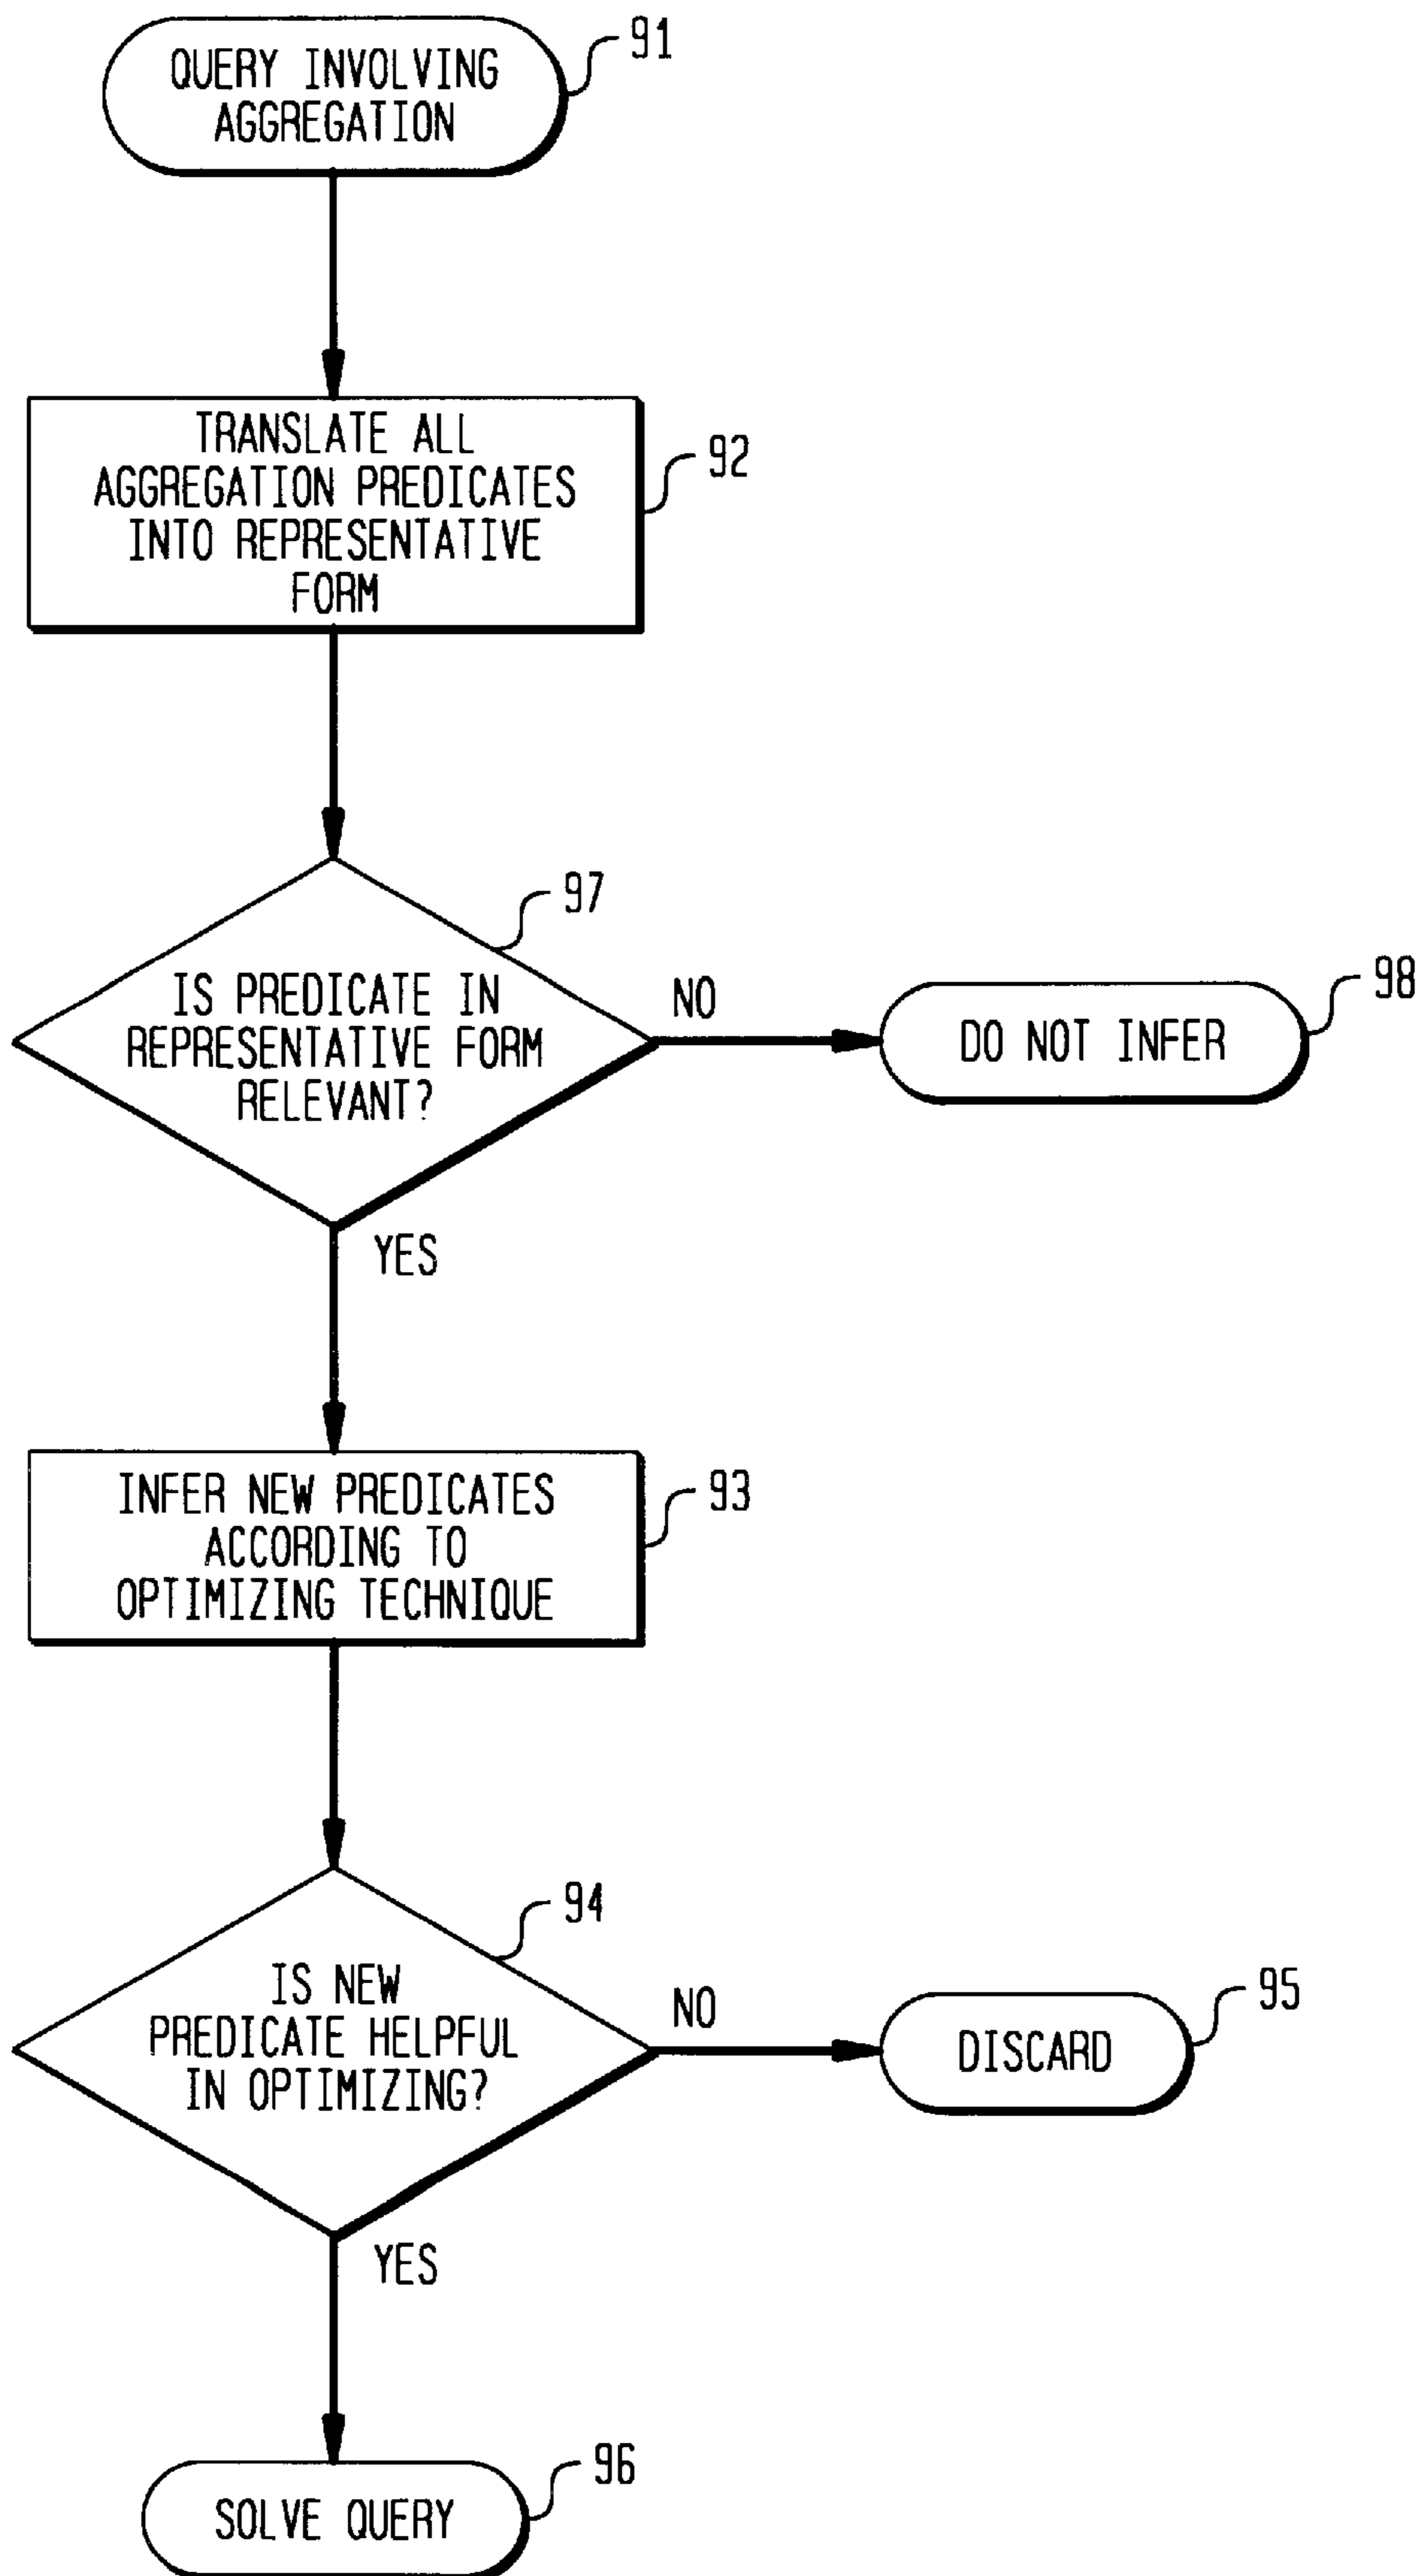 QUERY INVOLVING
AGGREGATION
91
TRANSLATE ALL
AGGREGATION PREDICATES
INTO REPRESENTATIVE
FORM
92
97
IS PREDICATE IN
REPRESENTATIVE FORM
RELEVANT?
NO
DO NOT INFER
98
YES
INFER NEW PREDICATES
ACCORDING TO
OPTIMIZING TECHNIQUE
93
94
IS NEW
PREDICATE HELPFUL
IN OPTIMIZING?
NO
DISCARD
95
YES
SOLVE QUERY
96